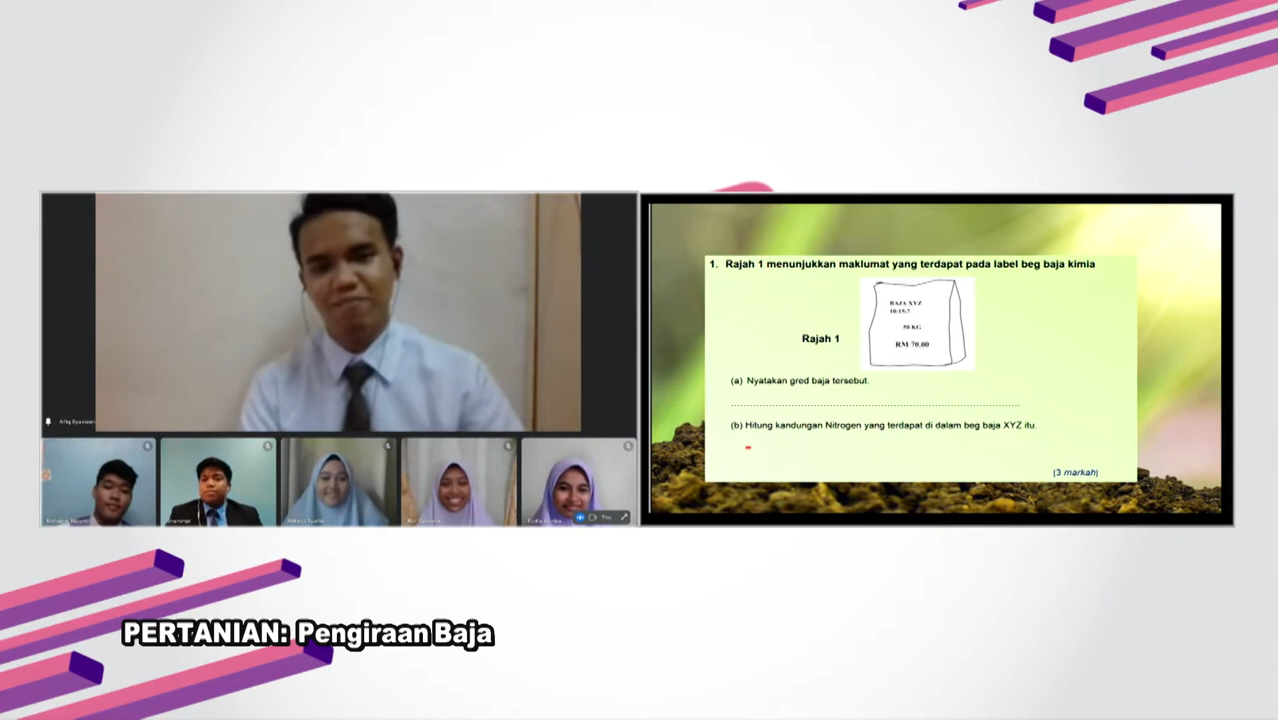 1. Rajah 1 menunjukkan maklumat yang terdapat pada label beg baja kimia
BAJA XYZ
10:15:7
50 KG
RM 70.00
Rajah 1
(a) Nyatakan gred baja tersebut.
(b) Hitung kandungan Nitrogen yang terdapat di dalam beg baja XYZ itu.
[3 markah]
You
PERTANIAN: Pengiraan Baja